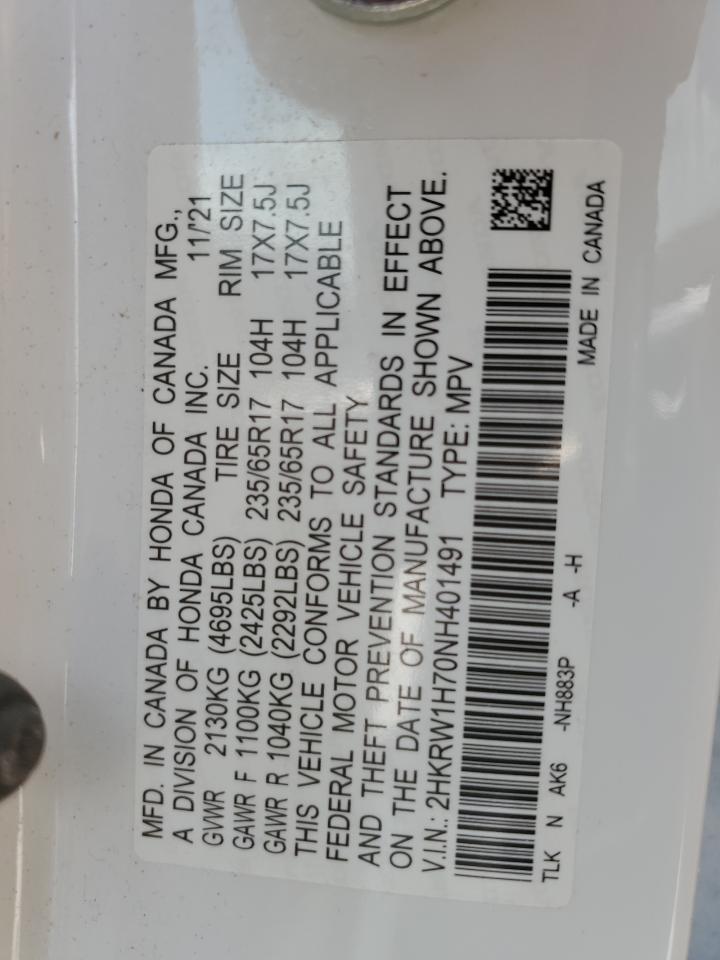 MFD. IN CANADA BY HONDA OF CANADA MFG.,
A DIVISION OF HONDA CANADA INC. 11/'21
GVWR 2130KG (4695LBS) TIRE SIZE RIM SIZE
GAWR F 1100KG (2425LBS) 235/65R17 104H 17X7.5J
GAWR R 1040KG (2292LBS) 235/65R17 104H 17X7.5J
THIS VEHICLE CONFORMS TO ALL APPLICABLE
FEDERAL MOTOR VEHICLE SAFETY
AND THEFT PREVENTION STANDARDS IN EFFECT
ON THE DATE OF MANUFACTURE SHOWN ABOVE.
V.I.N.: 2HKRW1H70NH401491 TYPE: MPV
TLK N AK6 -NH883P -A -H MADE IN CANADA